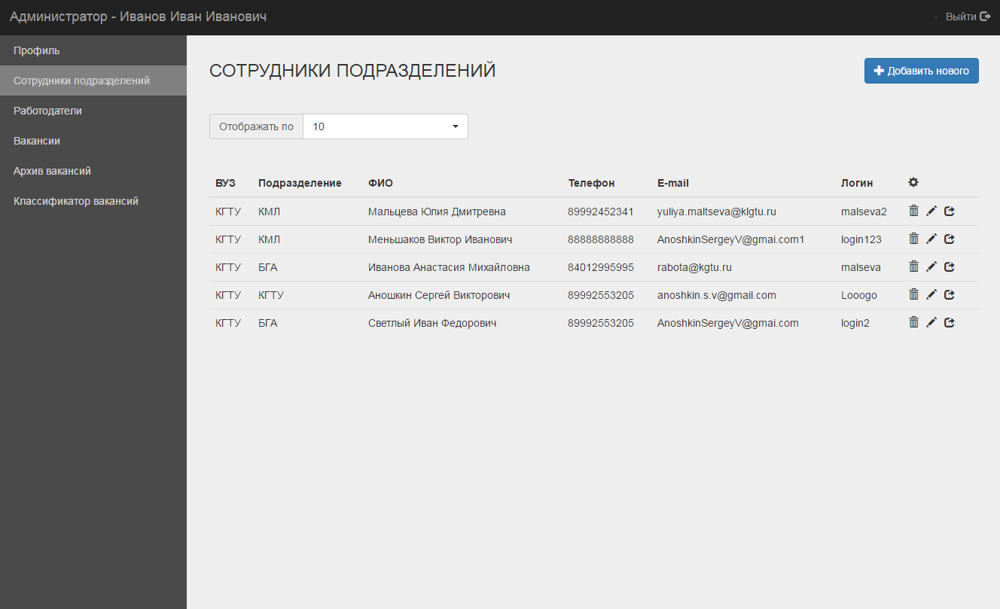 Администратор - Иванов Иван Иванович
Выйти
Профиль
Сотрудники подразделений
Работодатели
Вакансии
Архив вакансий
Классификатор вакансий
СОТРУДНИКИ ПОДРАЗДЕЛЕНИЙ
Добавить нового
Отображать по 10
ВУЗ Подразделение ФИО Телефон E-mail Логин
КГТУ КМЛ Мальцева Юлия Дмитревна 89992452341 yuliya.maltseva@klgtu.ru malseva2
КГТУ КМЛ Меньшаков Виктор Иванович 88888888888 AnoshkinSergeyV@gmai.com1 login123
КГТУ БГА Иванова Анастасия Михайловна 84012995995 rabota@kgtu.ru malseva
КГТУ КГТУ Аношкин Сергей Викторович 89992553205 anoshkin.s.v@gmail.com Looogo
КГТУ БГА Светлый Иван Федорович 89992553205 AnoshkinSergeyV@gmai.com login2